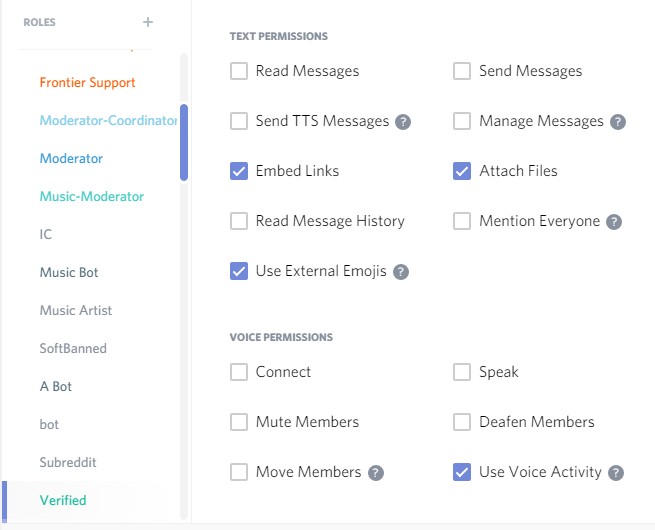 ROLES +
Frontier Support
Moderator-Coordinator
Moderator
Music-Moderator
IC
Music Bot
Music Artist
SoftBanned
A Bot
bot
Subreddit
Verified
TEXT PERMISSIONS
Read Messages Send Messages
Send TTS Messages ? Manage Messages ?
Embed Links Attach Files
Read Message History Mention Everyone ?
Use External Emojis ?
VOICE PERMISSIONS
Connect Speak
Mute Members Deafen Members
Move Members ? Use Voice Activity ?